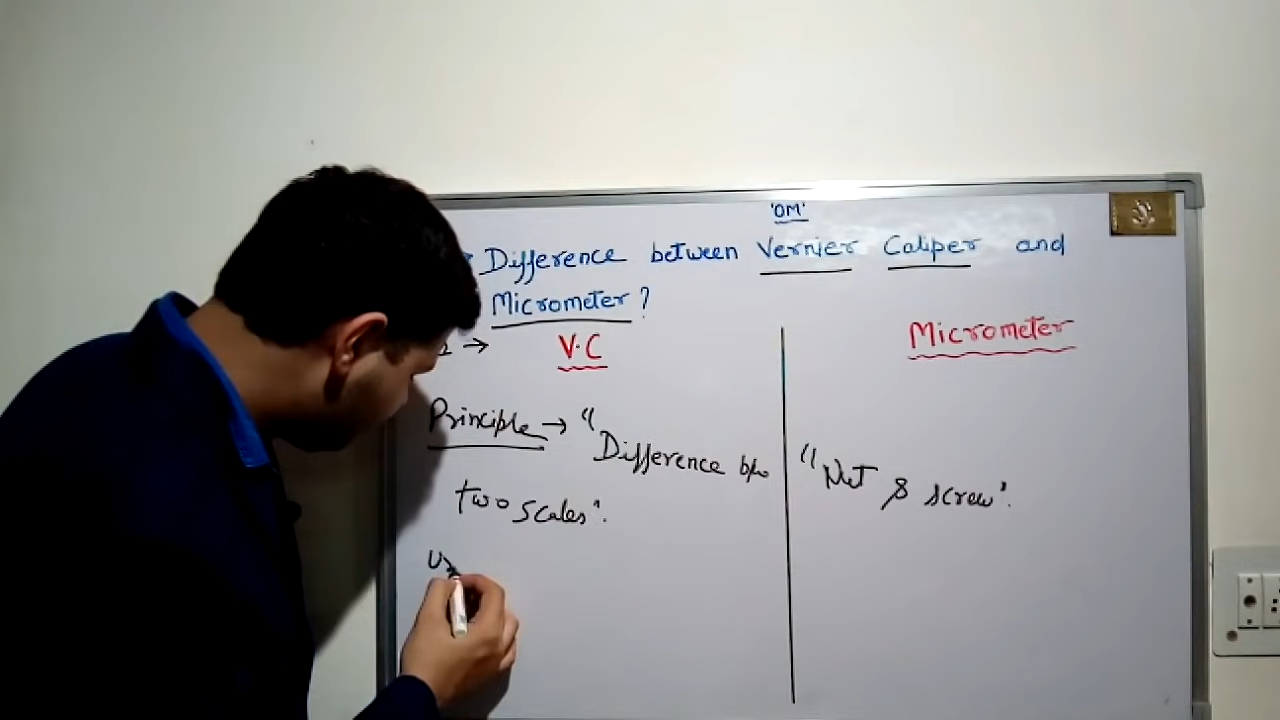 'OM'
Difference between Vernier Caliper and
Micrometer ?
→ V.C
Micrometer
Principle → "Difference b/w
two scales".
"Nut & screw".